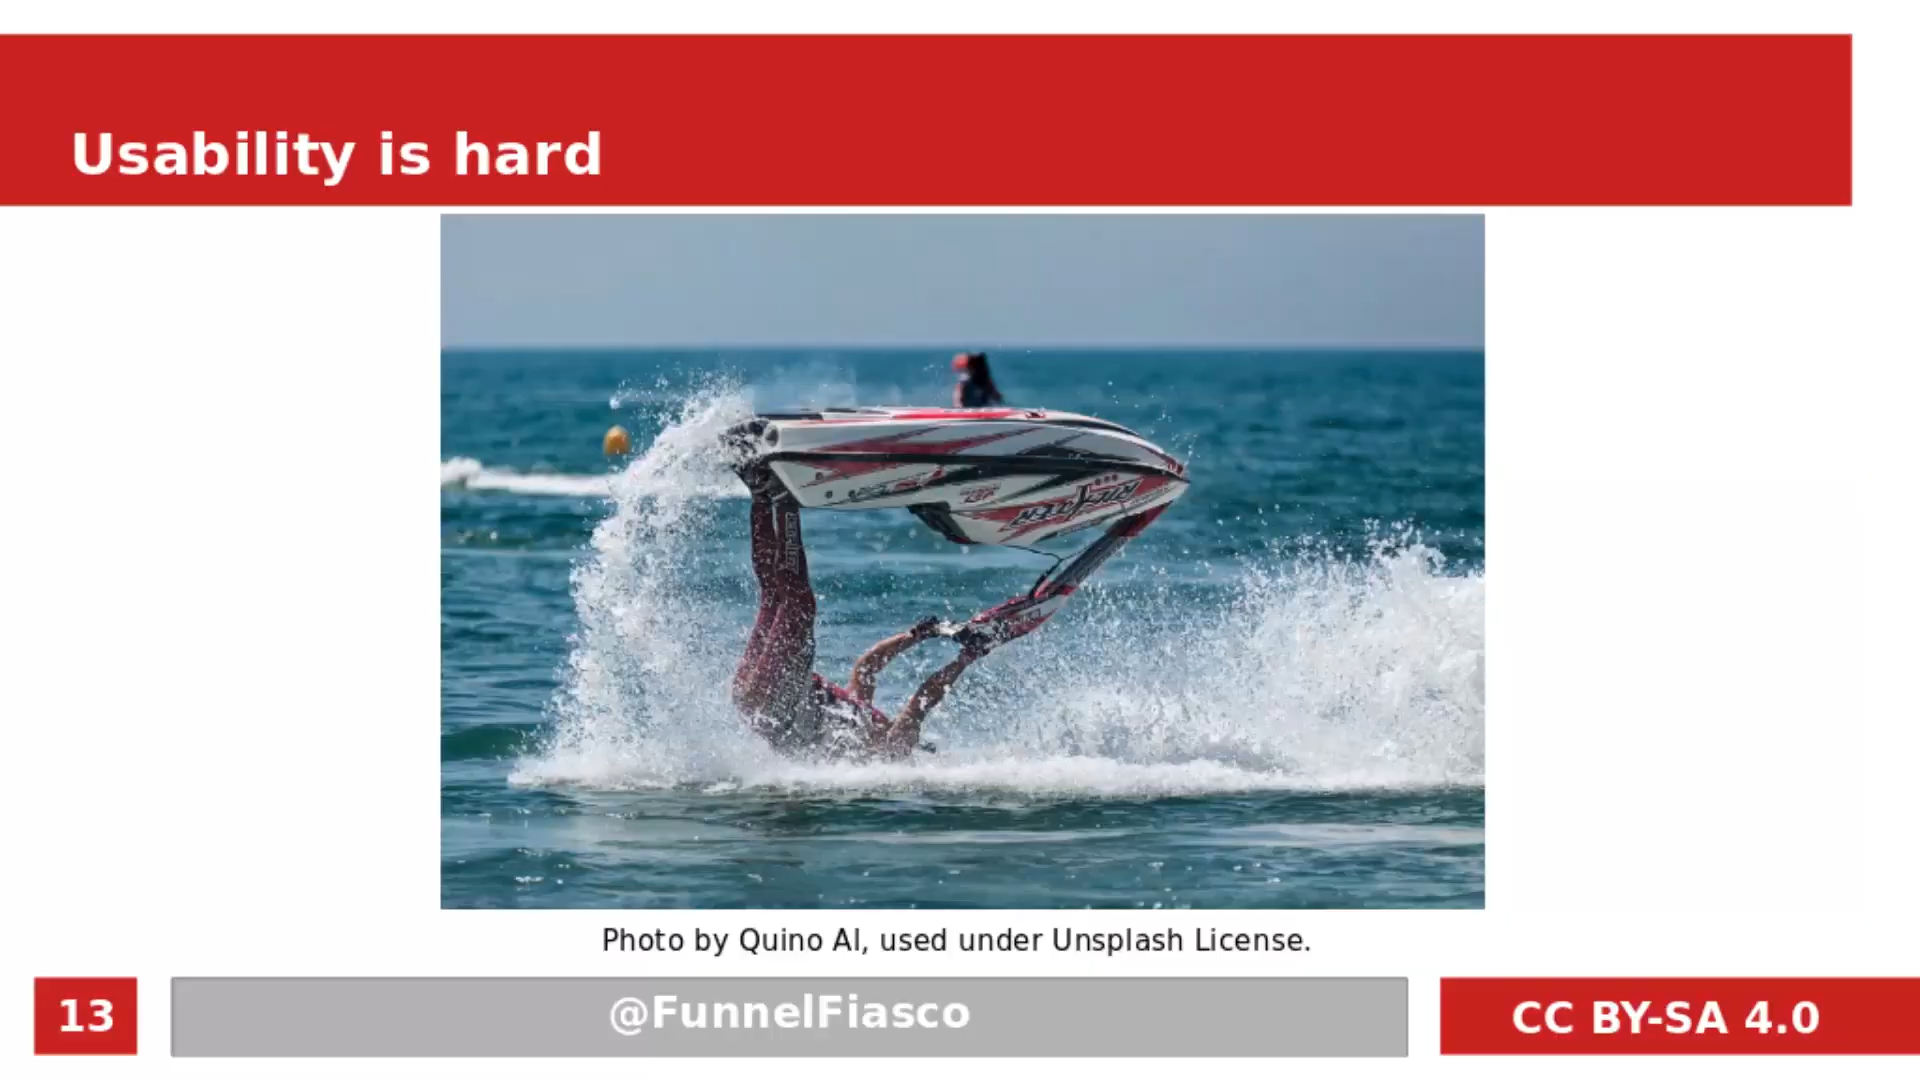 Usability is hard
Photo by Quino Al, used under Unsplash License.
13
@FunnelFiasco
CC BY-SA 4.0